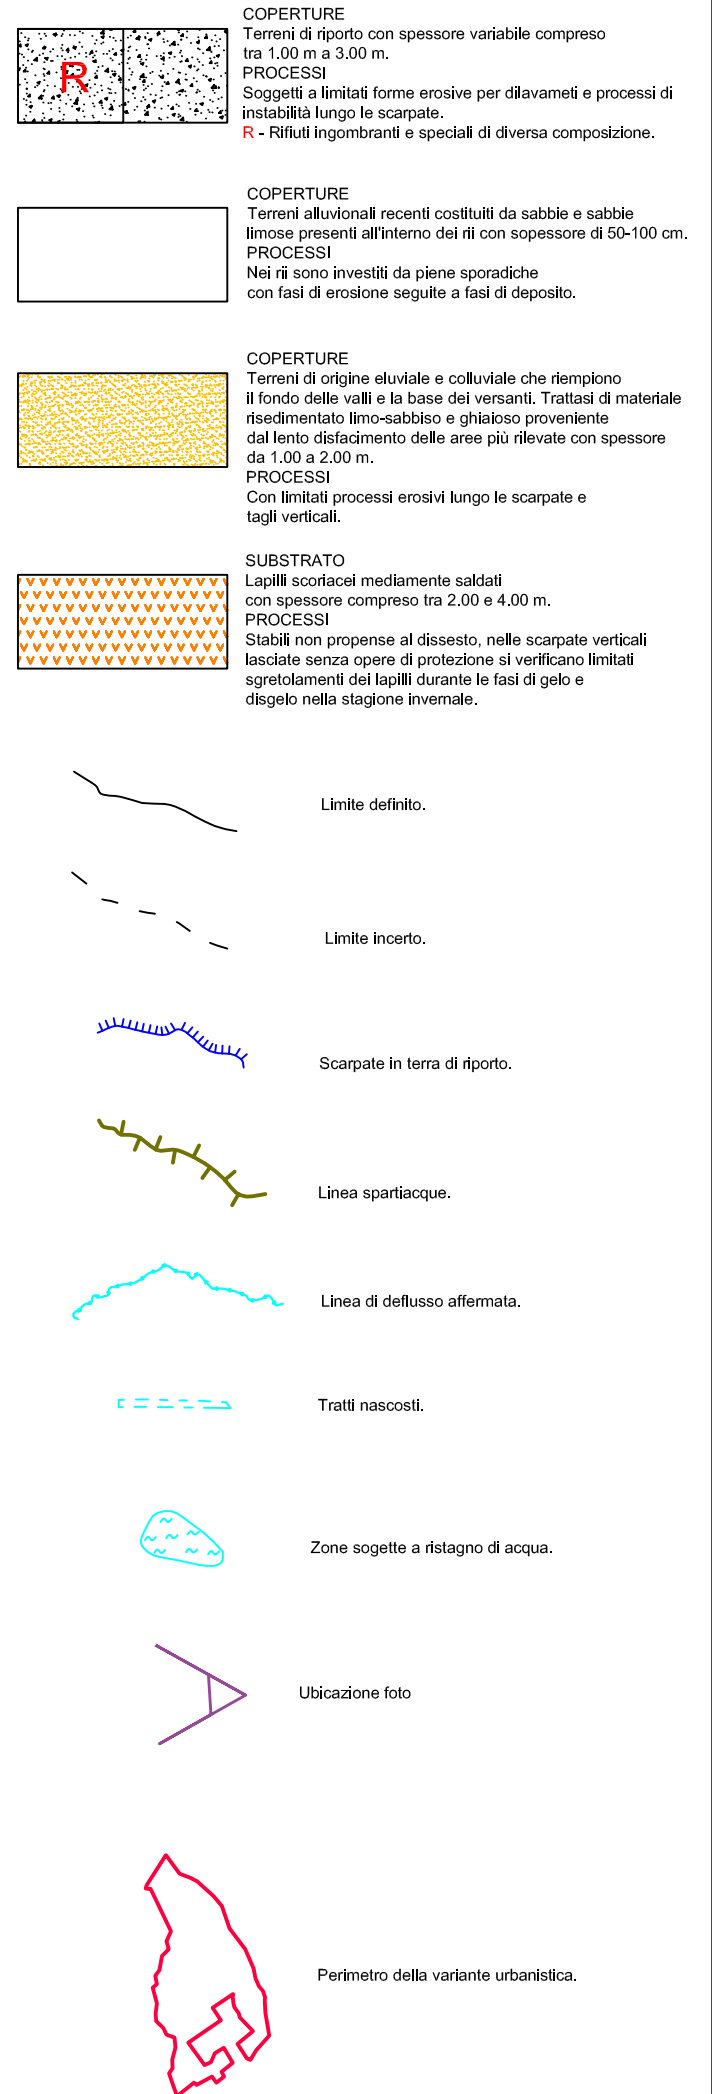 COPERTURE
Terreni di riporto con spessore variabile compreso
tra 1.00 m a 3.00 m.
PROCESSI
Soggetti a limitati forme erosive per dilavameti e processi di
instabilità lungo le scarpate.
R - Rifiuti ingombranti e speciali di diversa composizione.
R
COPERTURE
Terreni alluvionali recenti costituiti da sabbie e sabbie
limose presenti all'interno dei rii con sopessore di 50-100 cm.
PROCESSI
Nei rii sono investiti da piene sporadiche
con fasi di erosione seguite a fasi di deposito.
COPERTURE
Terreni di origine eluviale e colluviale che riempiono
il fondo delle valli e la base dei versanti. Trattasi di materiale
risedimentato limo-sabbiso e ghiaioso proveniente
dal lento disfacimento delle aree più rilevate con spessore
da 1.00 a 2.00 m.
PROCESSI
Con limitati processi erosivi lungo le scarpate e
tagli verticali.
SUBSTRATO
Lapilli scoriacei mediamente saldati
con spessore compreso tra 2.00 e 4.00 m.
PROCESSI
Stabili non propense al dissesto, nelle scarpate verticali
lasciate senza opere di protezione si verificano limitati
sgretolamenti dei lapilli durante le fasi di gelo e
disgelo nella stagione invernale.
Limite definito.
Limite incerto.
Scarpate in terra di riporto.
Linea spartiacque.
Linea di deflusso affermata.
Tratti nascosti.
Zone sogette a ristagno di acqua.
Ubicazione foto
Perimetro della variante urbanistica.